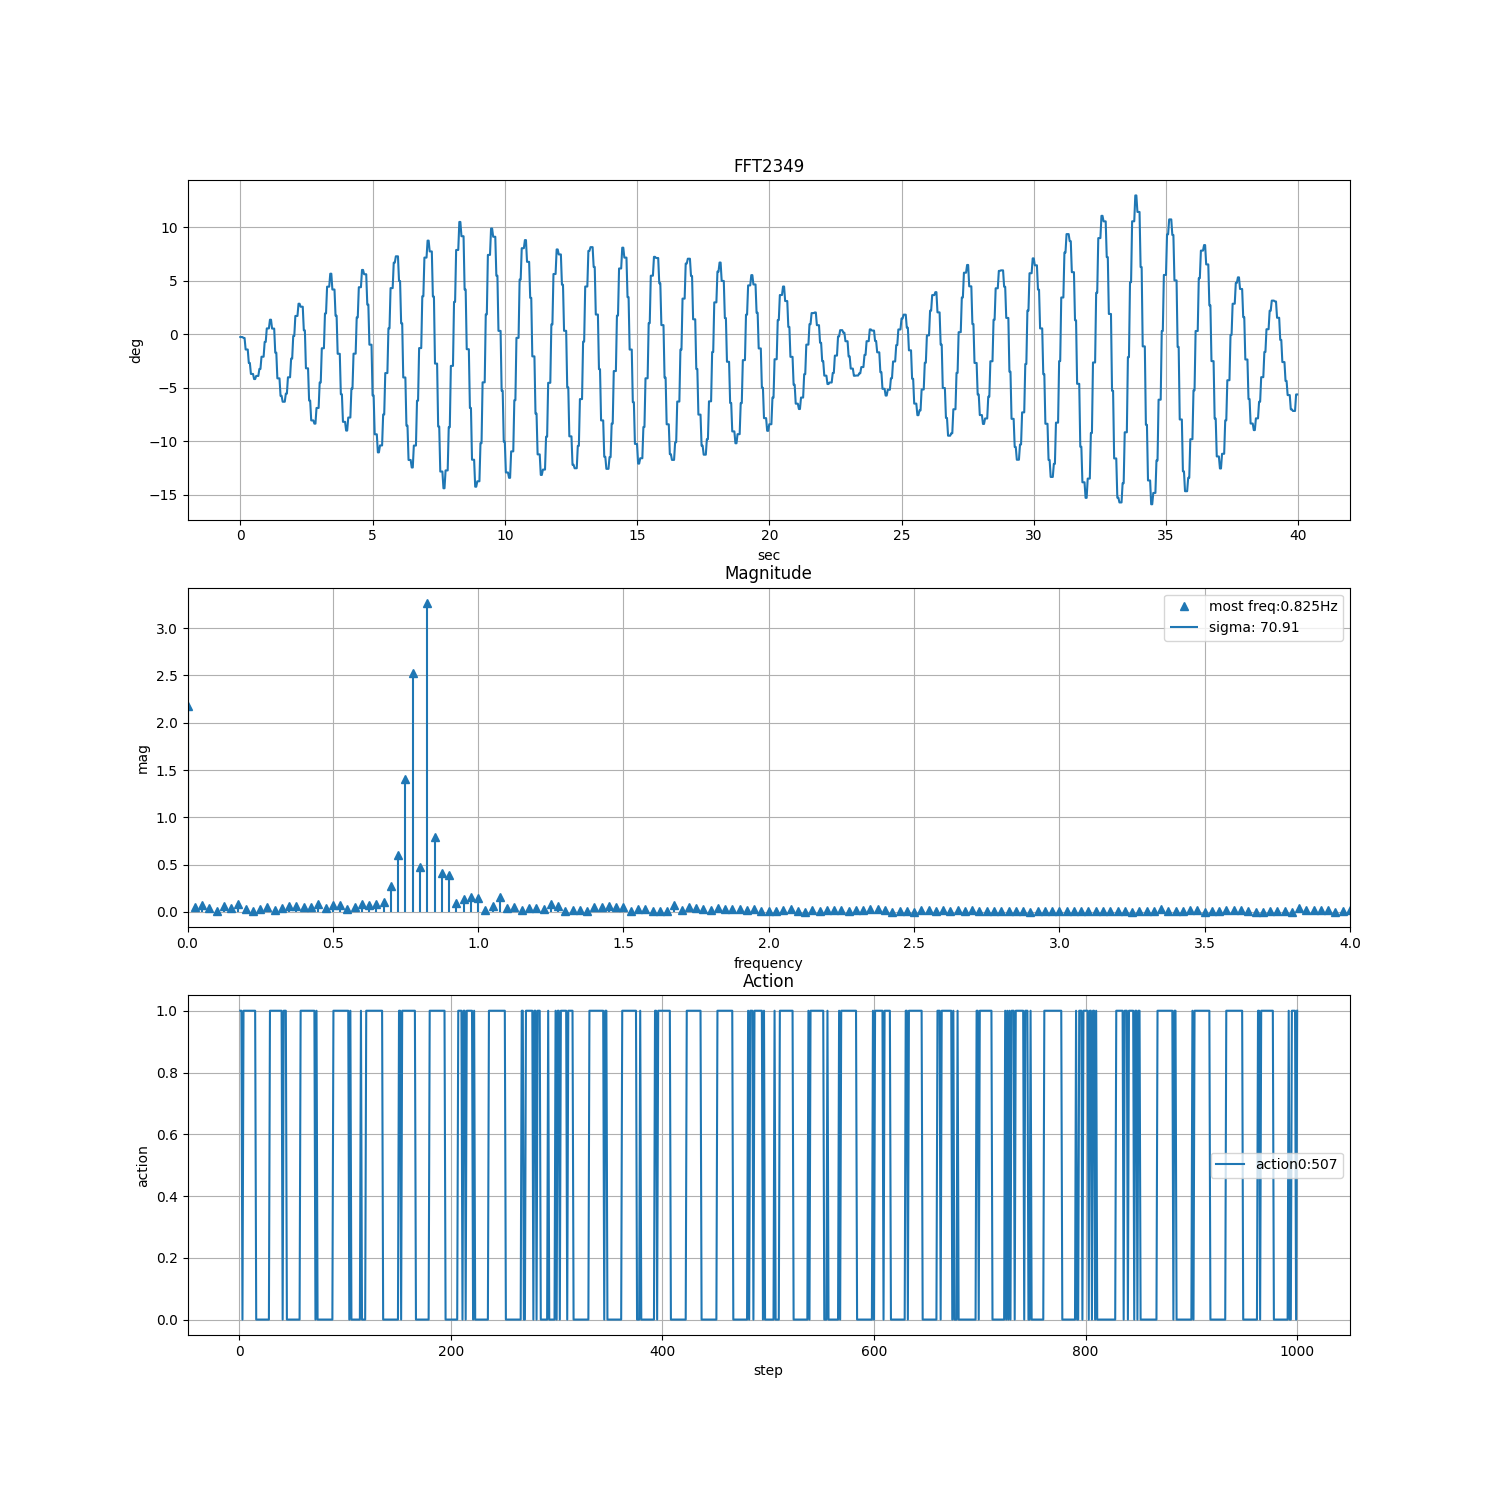 FFT2349
10
5
0
−5
−10
−15
deg
0 5 10 15 20 25 30 35 40
sec
Magnitude
most freq:0.825Hz
sigma: 70.91
3.0
2.5
2.0
1.5
1.0
0.5
0.0
mag
0.0 0.5 1.0 1.5 2.0 2.5 3.0 3.5 4.0
frequency
Action
1.0
0.8
0.6
0.4
0.2
0.0
action
action0:507
0 200 400 600 800 1000
step